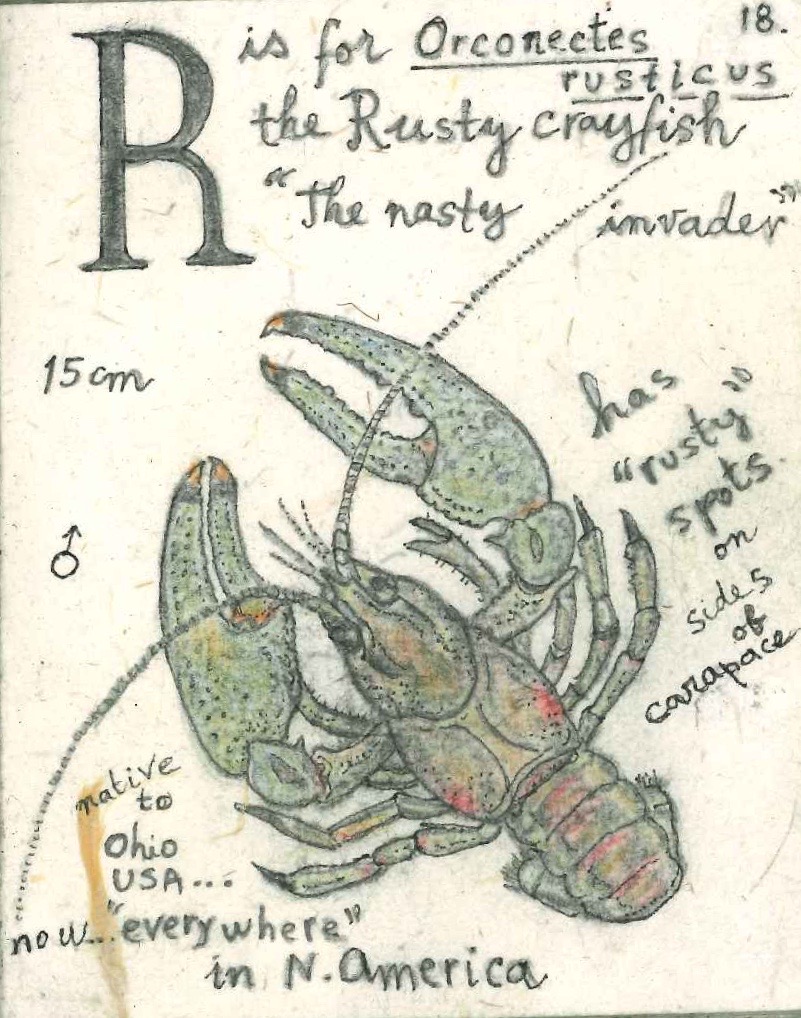 18.
R is for Orconectes
rusticus
the Rusty crayfish
"The nasty invader"
15 cm
♂
has
"rusty"
spots
on
sides
of
carapace
native
to
Ohio
USA...
now... "everywhere"
in N. America